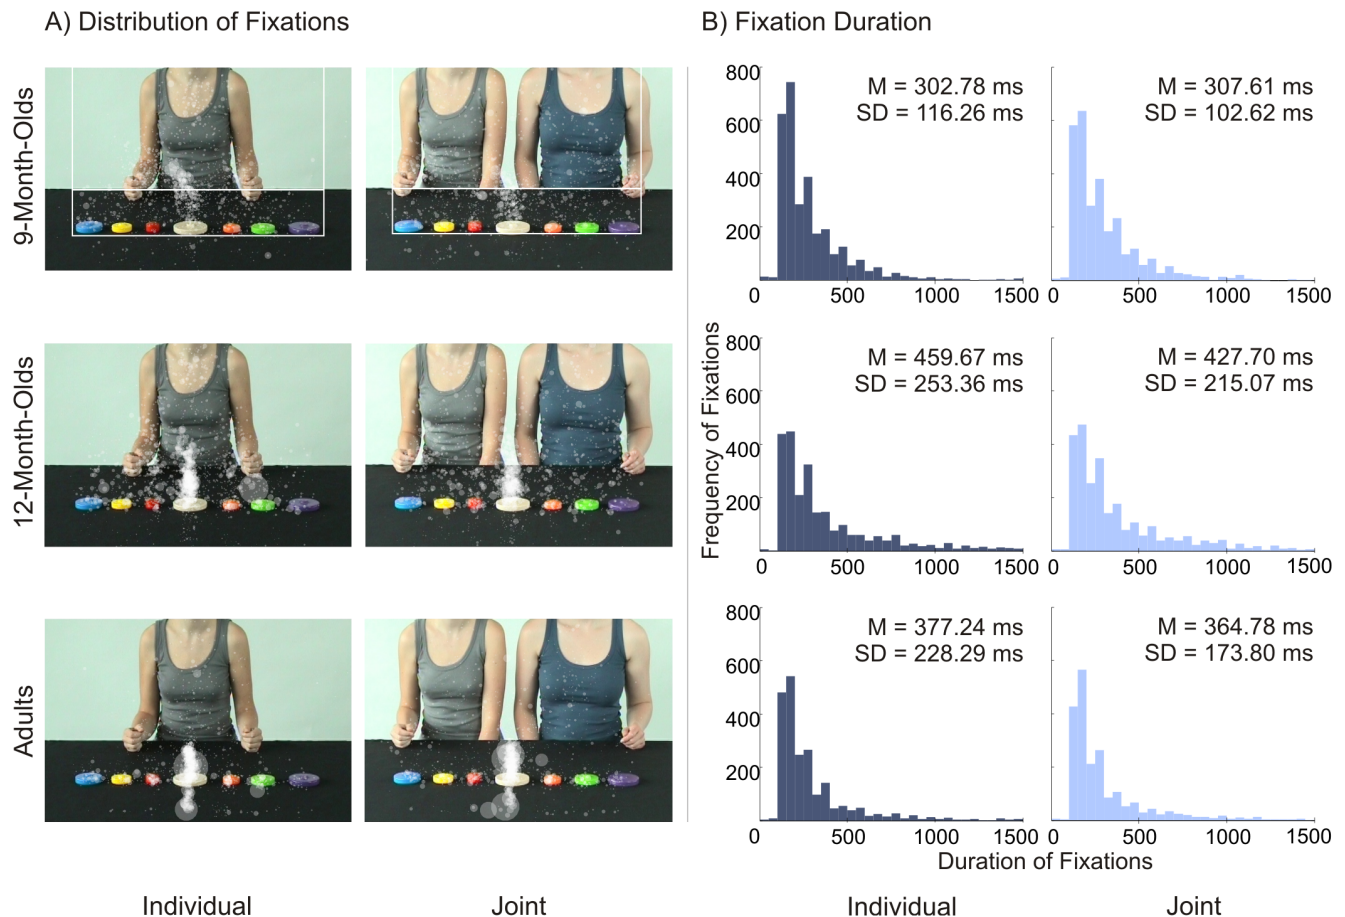 A) Distribution of Fixations
B) Fixation Duration
9-Month-Olds
800
600
400
200
0
500
1000
1500
M = 302.78 ms
SD = 116.26 ms
0
500
1000
1500
M = 307.61 ms
SD = 102.62 ms
12-Month-Olds
Frequency of Fixations
800
600
400
200
0
500
1000
1500
M = 459.67 ms
SD = 253.36 ms
0
500
1000
1500
M = 427.70 ms
SD = 215.07 ms
Adults
800
600
400
200
0
500
1000
1500
M = 377.24 ms
SD = 228.29 ms
0
500
1000
1500
M = 364.78 ms
SD = 173.80 ms
Duration of Fixations
Individual
Joint
Individual
Joint